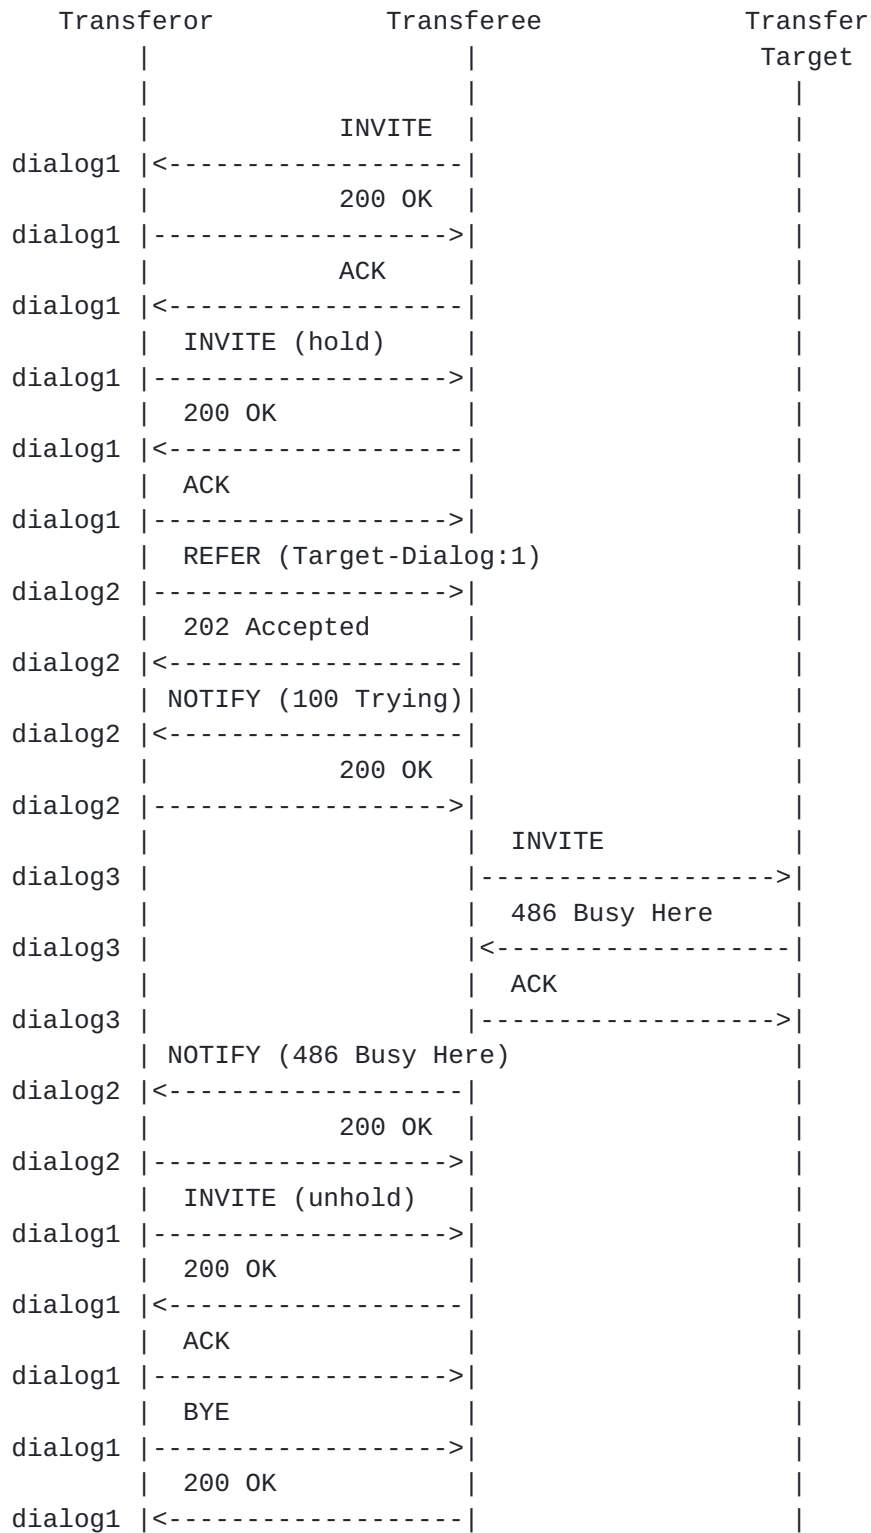 Transferor           Transferee             Transfer
        |                    |                  Target
        |                    |                    |
        |            INVITE  |                    |
dialog1 |<-------------------|                    |
        |            200 OK  |                    |
dialog1 |------------------->|                    |
        |            ACK     |                    |
dialog1 |<-------------------|                    |
        |  INVITE (hold)     |                    |
dialog1 |------------------->|                    |
        |  200 OK            |                    |
dialog1 |<-------------------|                    |
        |  ACK               |                    |
dialog1 |------------------->|                    |
        |  REFER (Target-Dialog:1)                |
dialog2 |------------------->|                    |
        |  202 Accepted      |                    |
dialog2 |<-------------------|                    |
        | NOTIFY (100 Trying)|                    |
dialog2 |<-------------------|                    |
        |            200 OK  |                    |
dialog2 |------------------->|                    |
        |                    |  INVITE            |
dialog3 |                    |------------------->|
        |                    |  486 Busy Here     |
dialog3 |                    |<-------------------|
        |                    |  ACK               |
dialog3 |                    |------------------->|
        | NOTIFY (486 Busy Here)                  |
dialog2 |<-------------------|                    |
        |            200 OK  |                    |
dialog2 |------------------->|                    |
        |  INVITE (unhold)   |                    |
dialog1 |------------------->|                    |
        |  200 OK            |                    |
dialog1 |<-------------------|                    |
        |  ACK               |                    |
dialog1 |------------------->|                    |
        |  BYE               |                    |
dialog1 |------------------->|                    |
        |  200 OK            |                    |
dialog1 |<-------------------|                    |